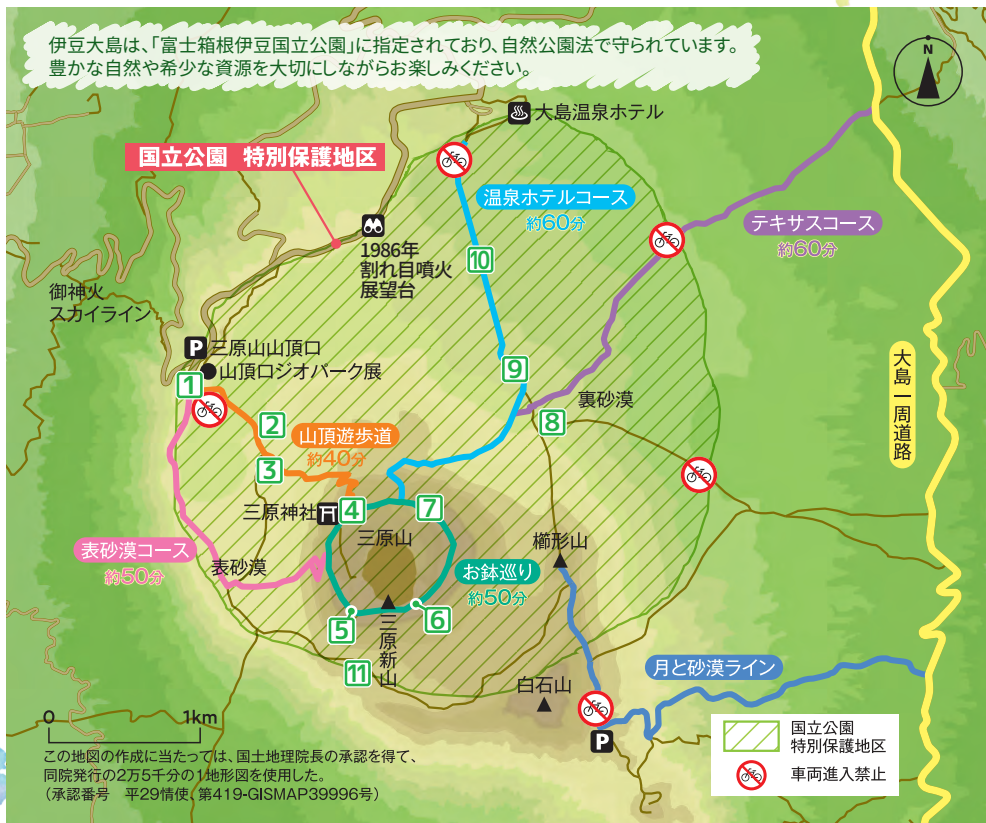 伊豆大島は、「富士箱根伊豆国立公園」に指定されており、自然公園法で守られています。
豊かな自然や希少な資源を大切にしながらお楽しみください。
N
大島温泉ホテル
国立公園 特別保護地区
温泉ホテルコース
約60分
テキサスコース
約60分
1986年
割れ目噴火
展望台
10
御神火
スカイライン
P
三原山山頂口
山頂口ジオパーク展
1
9
大島一周道路
裏砂漠
8
2
山頂遊歩道
約40分
3
三原神社
4
7
三原山
櫛形山
表砂漠コース
約50分
表砂漠
お鉢巡り
約50分
5
6
三原新山
11
月と砂漠ライン
白石山
P
0 1km
国立公園
特別保護地区
車両進入禁止
この地図の作成に当たっては、国土地理院長の承認を得て、
同院発行の2万5千分の1地形図を使用した。
(承認番号 平29情使、第419-GISMAP39996号)